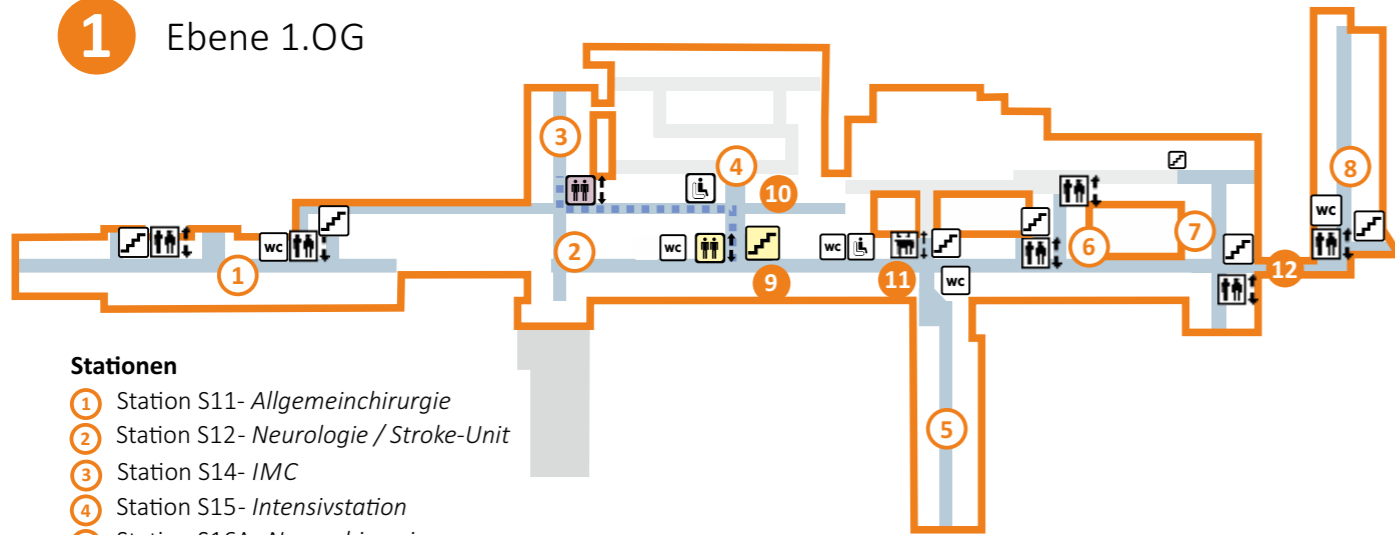 1 Ebene 1.OG
3
8
4
10
wc
7
2
wc
wc
6
1
12
9
11
wc
Stationen
1 Station S11- Allgemeinchirurgie
2 Station S12- Neurologie / Stroke-Unit
5
3 Station S14- IMC
4 Station S15- Intensivstation